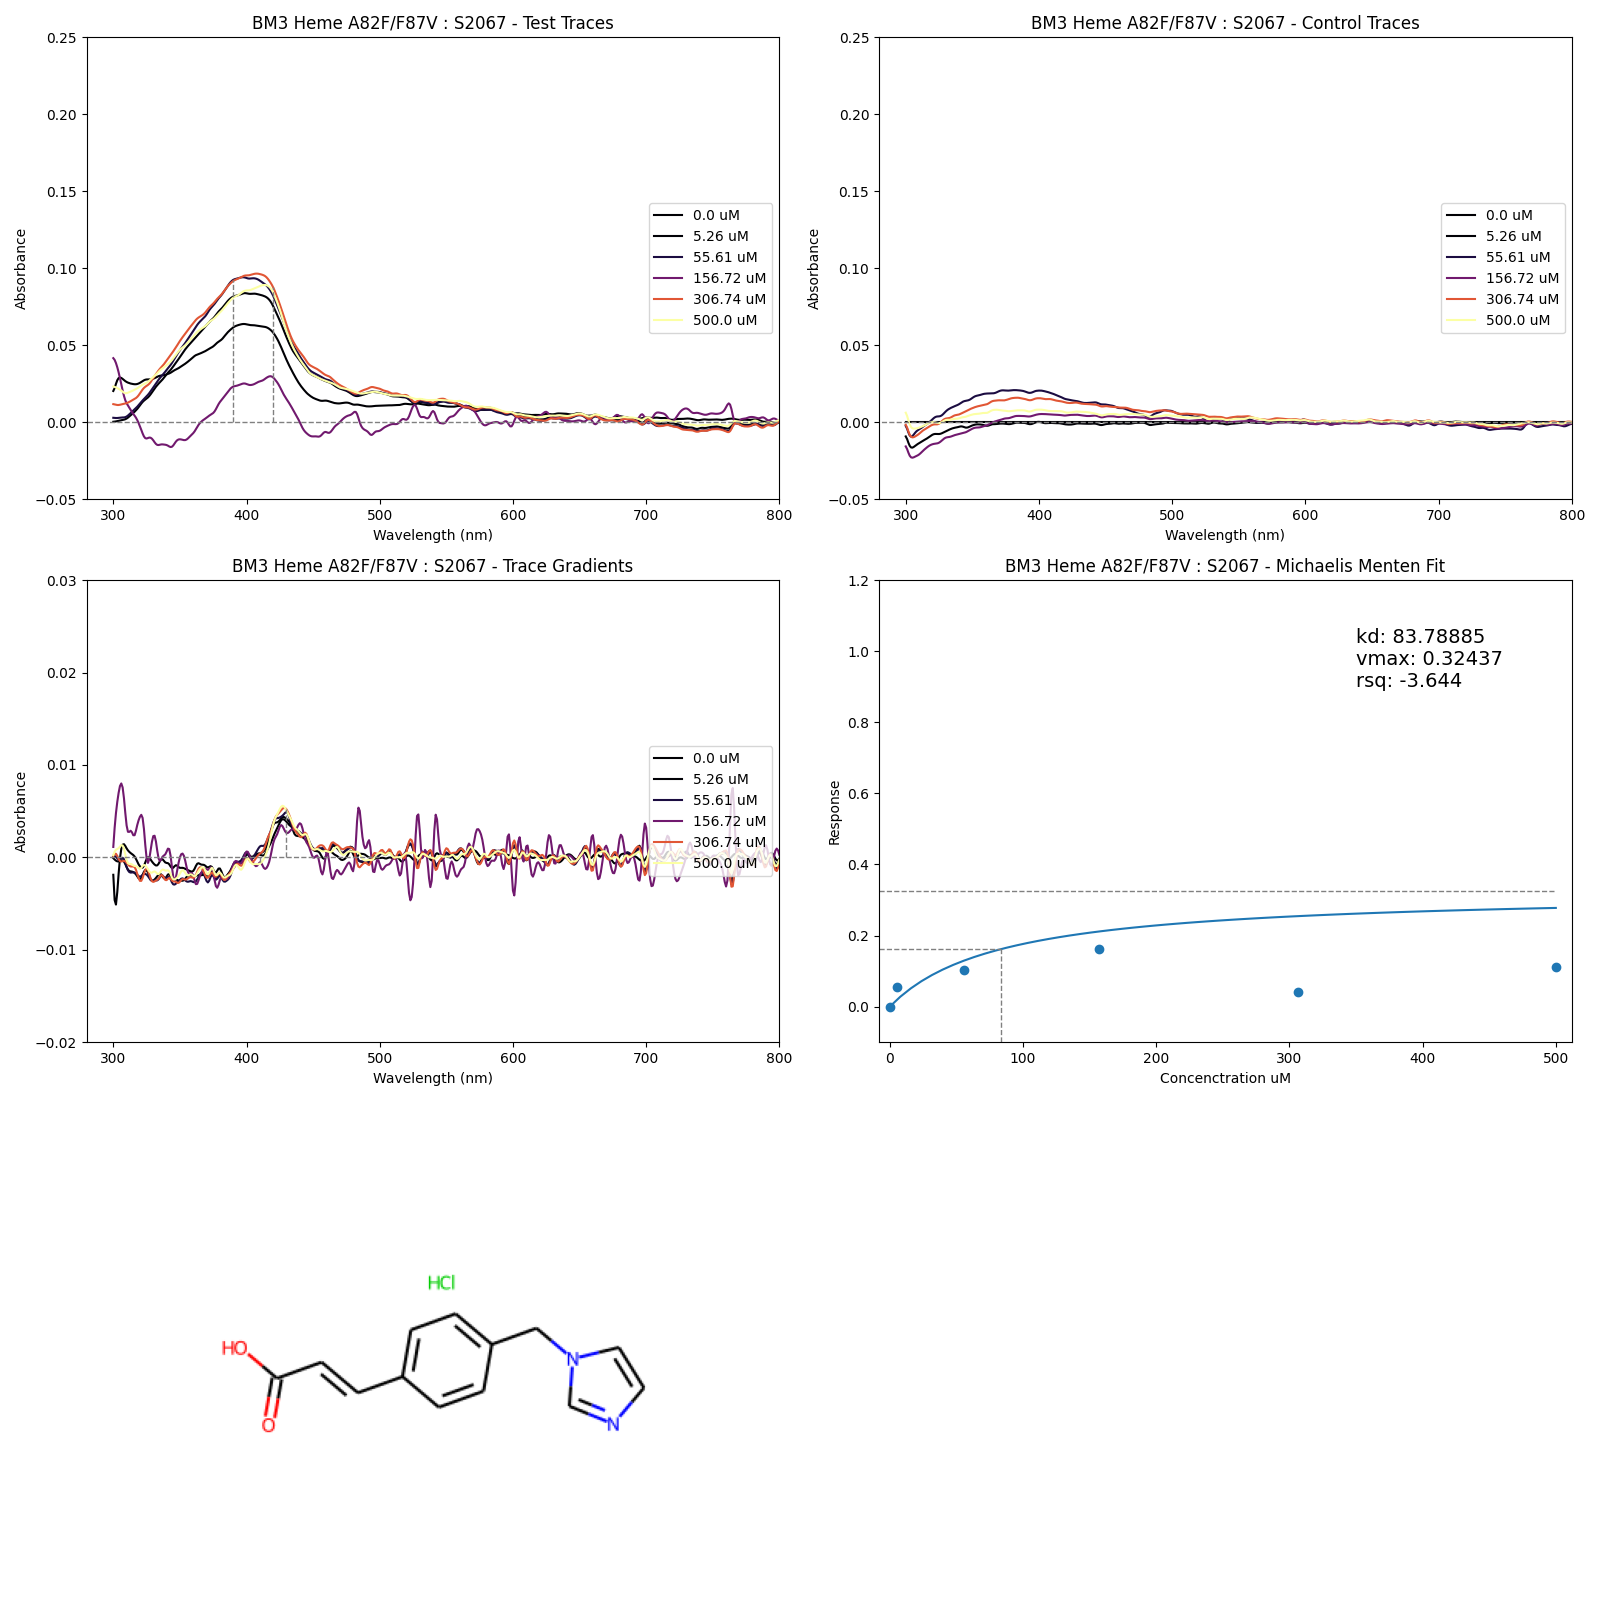 BM3 Heme A82F/F87V : S2067 - Test Traces
Absorbance
0.25
0.20
0.15
0.10
0.05
0.00
−0.05
300 400 500 600 700 800
Wavelength (nm)
0.0 uM
5.26 uM
55.61 uM
156.72 uM
306.74 uM
500.0 uM
BM3 Heme A82F/F87V : S2067 - Control Traces
Absorbance
0.25
0.20
0.15
0.10
0.05
0.00
−0.05
300 400 500 600 700 800
Wavelength (nm)
0.0 uM
5.26 uM
55.61 uM
156.72 uM
306.74 uM
500.0 uM
BM3 Heme A82F/F87V : S2067 - Trace Gradients
Absorbance
0.03
0.02
0.01
0.00
−0.01
−0.02
300 400 500 600 700 800
Wavelength (nm)
0.0 uM
5.26 uM
55.61 uM
156.72 uM
306.74 uM
500.0 uM
BM3 Heme A82F/F87V : S2067 - Michaelis Menten Fit
Response
1.2
1.0
0.8
0.6
0.4
0.2
0.0
0 100 200 300 400 500
Concenctration uM
kd: 83.78885
vmax: 0.32437
rsq: -3.644
HCl
HO
O
N
N